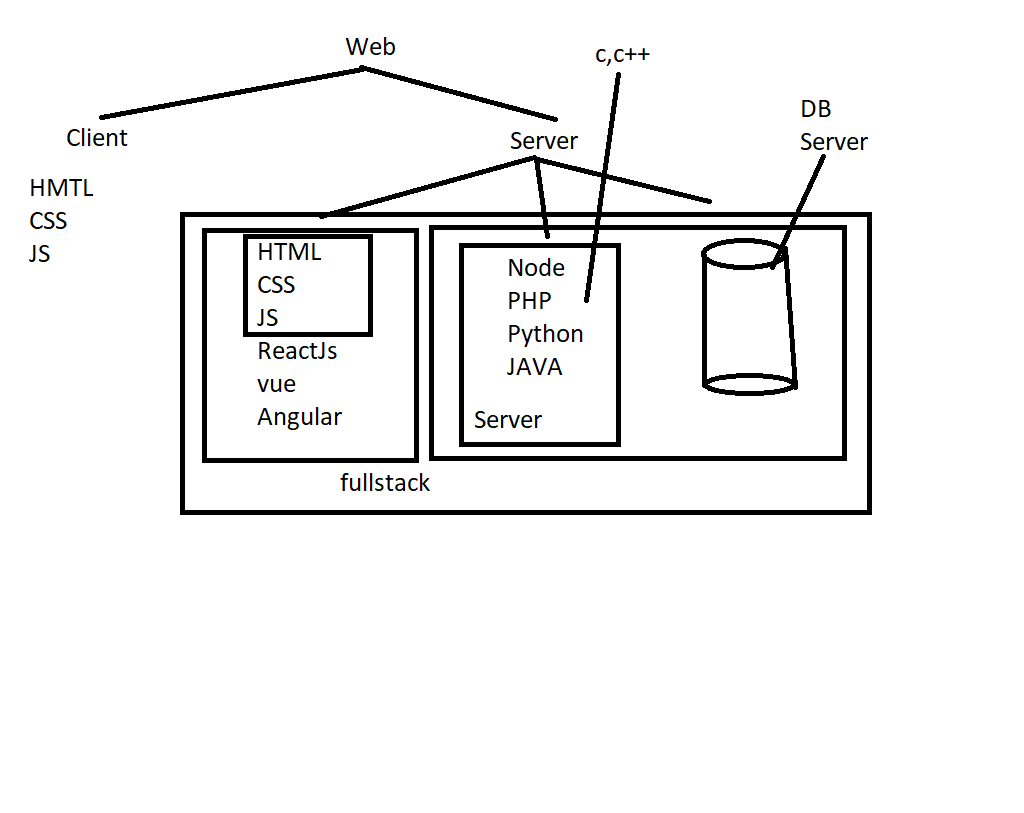 Web
c,c++
DB
Server
Client
Server
HMTL
CSS
JS
HTML
CSS
JS
ReactJs
vue
Angular
Node
PHP
Python
JAVA
Server
fullstack